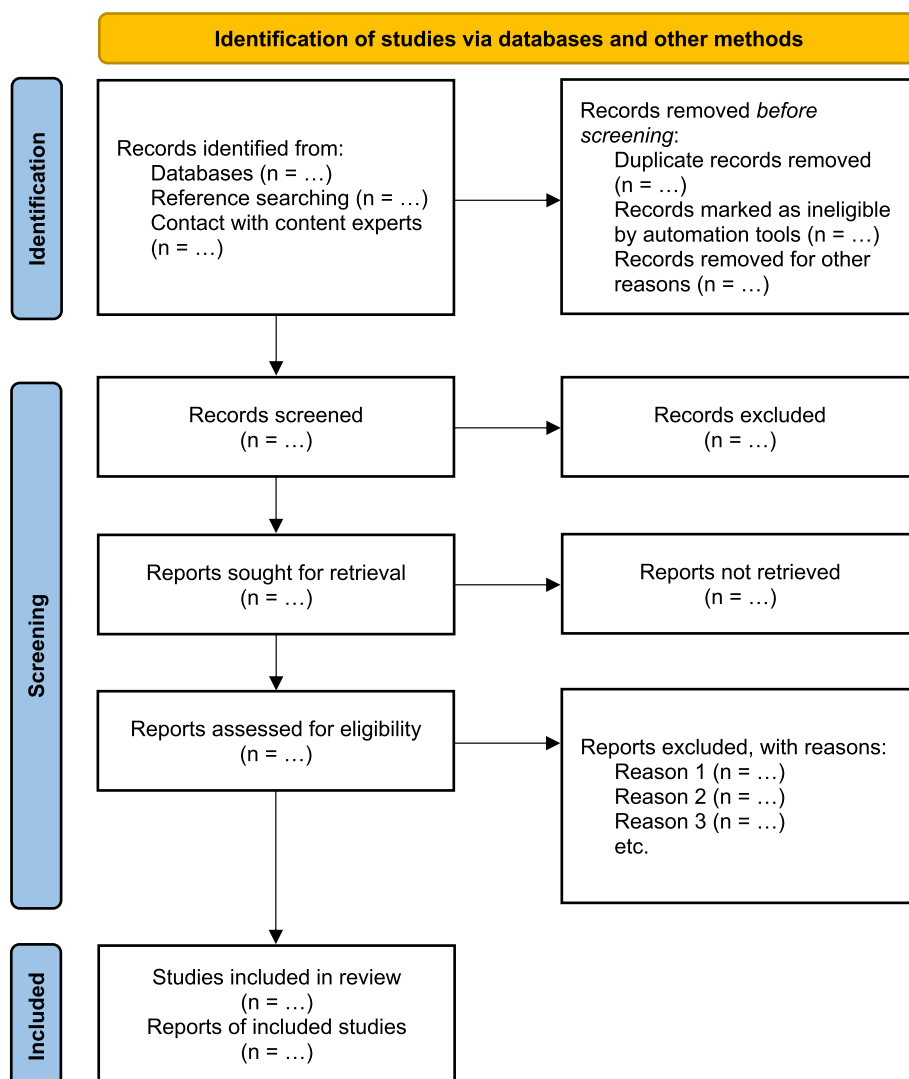 Identification of studies via databases and other methods
Identification
Records identified from:
Databases (n = …)
Reference searching (n = …)
Contact with content experts
(n = …)
Records removed before
screening:
Duplicate records removed
(n = …)
Records marked as ineligible
by automation tools (n = …)
Records removed for other
reasons (n = …)
Screening
Records screened
(n = …)
Records excluded
(n = …)
Reports sought for retrieval
(n = …)
Reports not retrieved
(n = …)
Reports assessed for eligibility
(n = …)
Reports excluded, with reasons:
Reason 1 (n = …)
Reason 2 (n = …)
Reason 3 (n = …)
etc.
Included
Studies included in review
(n = …)
Reports of included studies
(n = …)